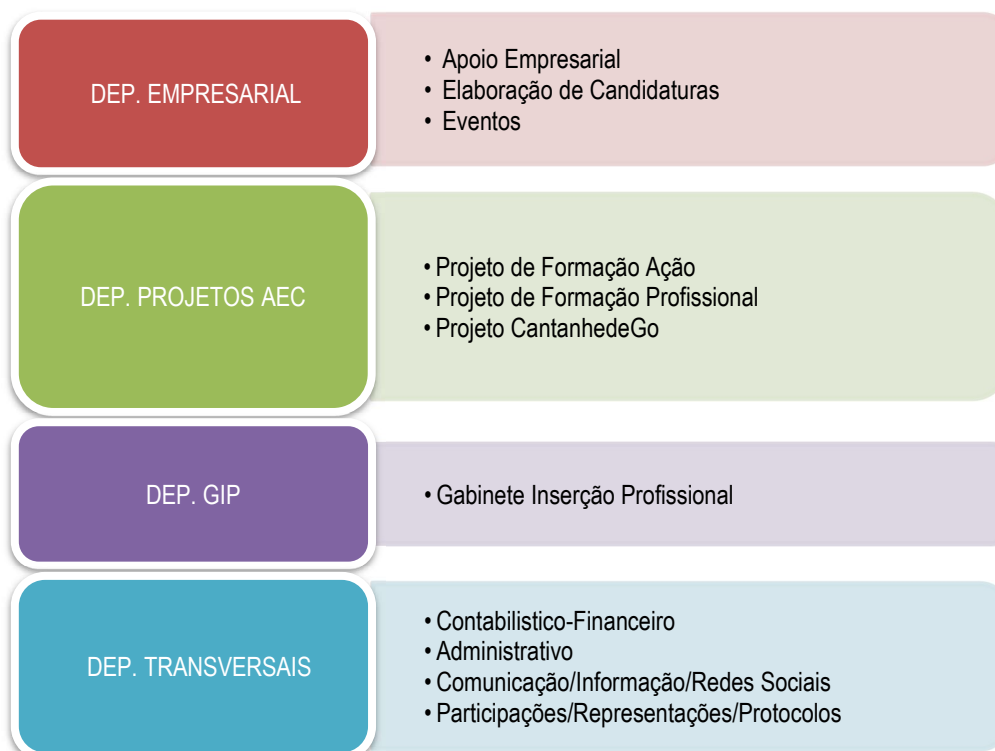 DEP. EMPRESARIAL
• Apoio Empresarial
• Elaboração de Candidaturas
• Eventos
DEP. PROJETOS AEC
• Projeto de Formação Ação
• Projeto de Formação Profissional
• Projeto CantanhedeGo
DEP. GIP
• Gabinete Inserção Profissional
DEP. TRANSVERSAIS
• Contabilistico-Financeiro
• Administrativo
• Comunicação/Informação/Redes Sociais
• Participações/Representações/Protocolos